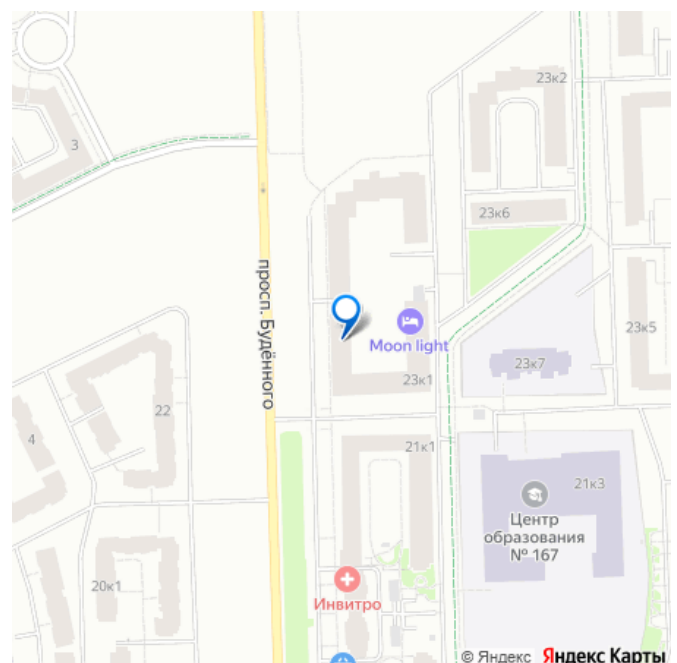 23к2
3
23к6
просп. Будённого
Moon light
23к5
23к7
23к1
22
4
21к1
21к3
Центр
образования
№ 167
20к1
Инвитро
© Яндекс Яндекс Карты